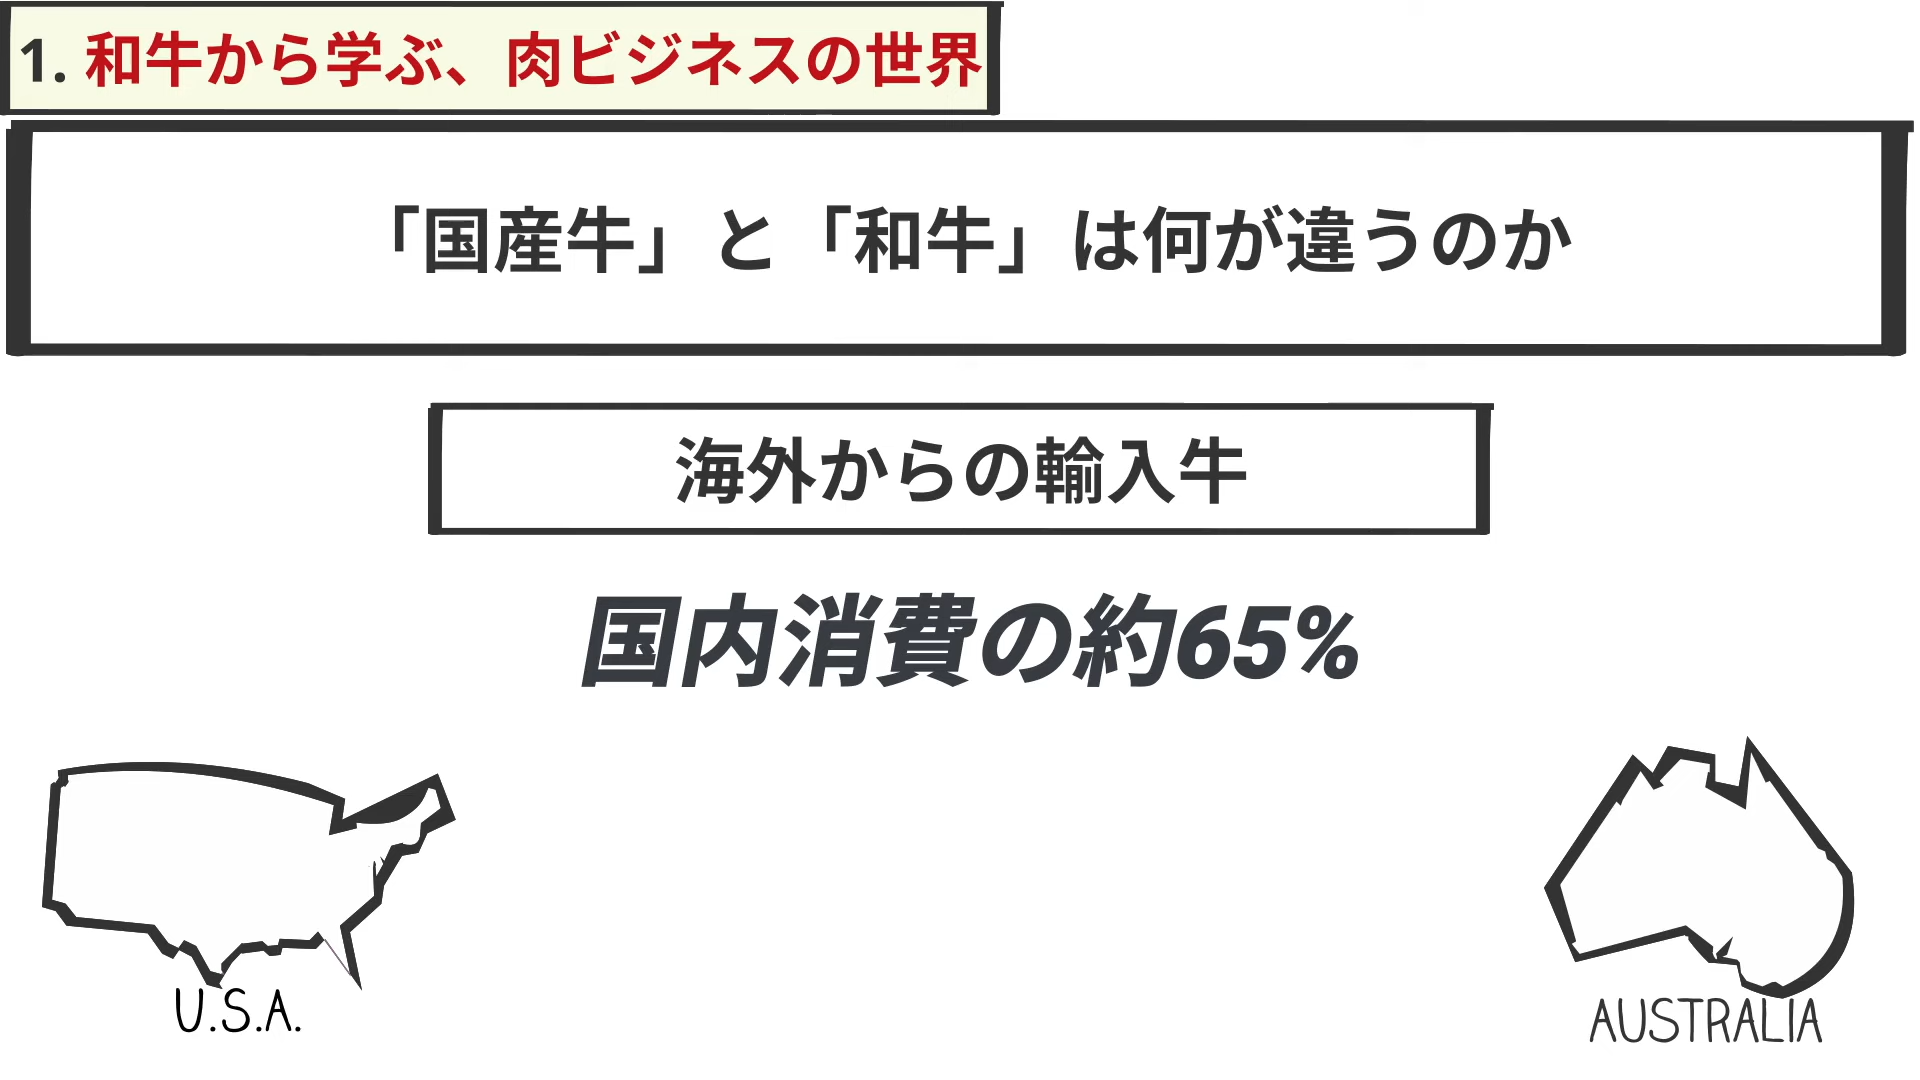 1. 和牛から学ぶ、肉ビジネスの世界
「国産牛」と「和牛」は何が違うのか
海外からの輸入牛
国内消費の約65%
U.S.A.
AUSTRALIA